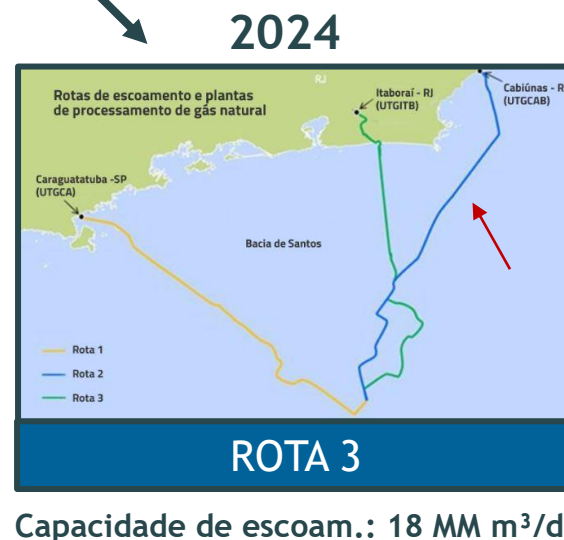 2024
RJ
Rotas de escoamento e plantas
de processamento de gás natural
Itaboraí - RJ
(UTGITB)
Cabiúnas - R
(UTGCAB)
Caraguatatuba -SP
(UTGCA)
Bacia de Santos
Rota 1
Rota 2
Rota 3
ROTA 3
Capacidade de escoam.: 18 MM m³/d